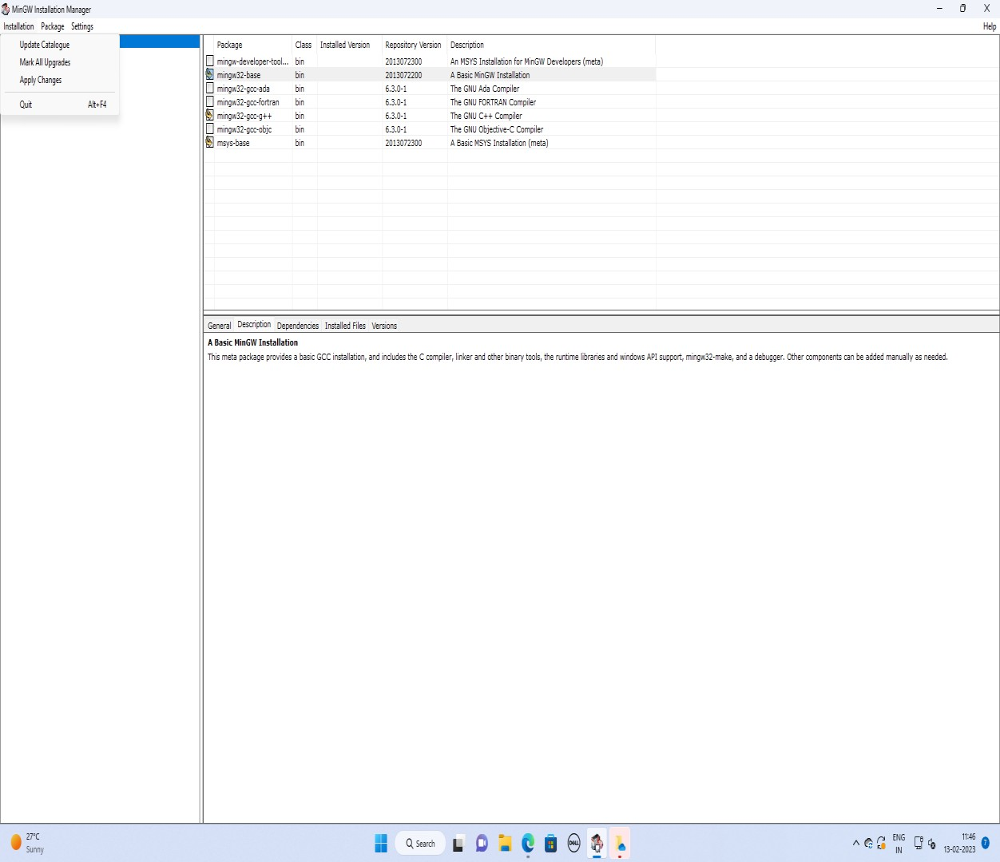 MinGW Installation Manager
Installation Package Settings Help
Update Catalogue
Mark All Upgrades
Apply Changes
Quit Alt+F4
Package Class Installed Version Repository Version Description
mingw-developer-tool... bin 2013072300 An MSYS Installation for MinGW Developers (meta)
mingw32-base bin 2013072200 A Basic MinGW Installation
mingw32-gcc-ada bin 6.3.0-1 The GNU Ada Compiler
mingw32-gcc-fortran bin 6.3.0-1 The GNU FORTRAN Compiler
mingw32-gcc-g++ bin 6.3.0-1 The GNU C++ Compiler
mingw32-gcc-objc bin 6.3.0-1 The GNU Objective-C Compiler
msys-base bin 2013072300 A Basic MSYS Installation (meta)
General Description Dependencies Installed Files Versions
A Basic MinGW Installation
This meta package provides a basic GCC installation, and includes the C compiler, linker and other binary tools, the runtime libraries and windows API support, mingw32-make, and a debugger. Other components can be added manually as needed.
27°C
Sunny
Search
DELL
ENG
IN
11:46
13-02-2023
7